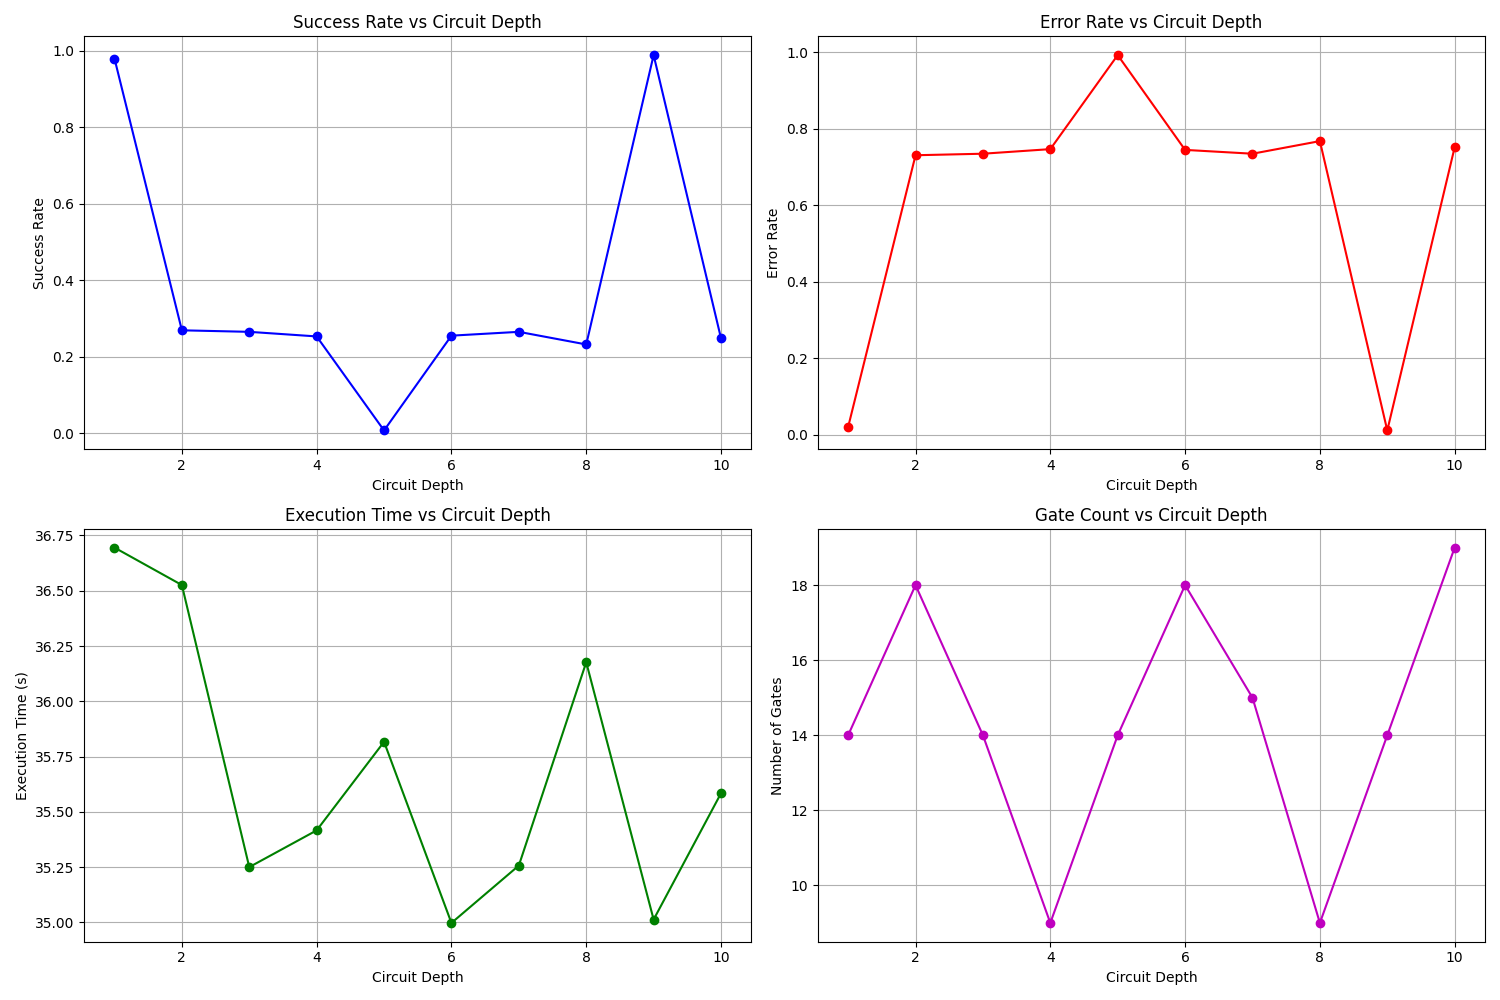 Success Rate vs Circuit Depth
1.0
0.8
0.6
0.4
0.2
0.0
Success Rate
2 4 6 8 10
Circuit Depth
Error Rate vs Circuit Depth
1.0
0.8
0.6
0.4
0.2
0.0
Error Rate
2 4 6 8 10
Circuit Depth
Execution Time vs Circuit Depth
36.75
36.50
36.25
36.00
35.75
35.50
35.25
35.00
Execution Time (s)
2 4 6 8 10
Circuit Depth
Gate Count vs Circuit Depth
18
16
14
12
10
Number of Gates
2 4 6 8 10
Circuit Depth